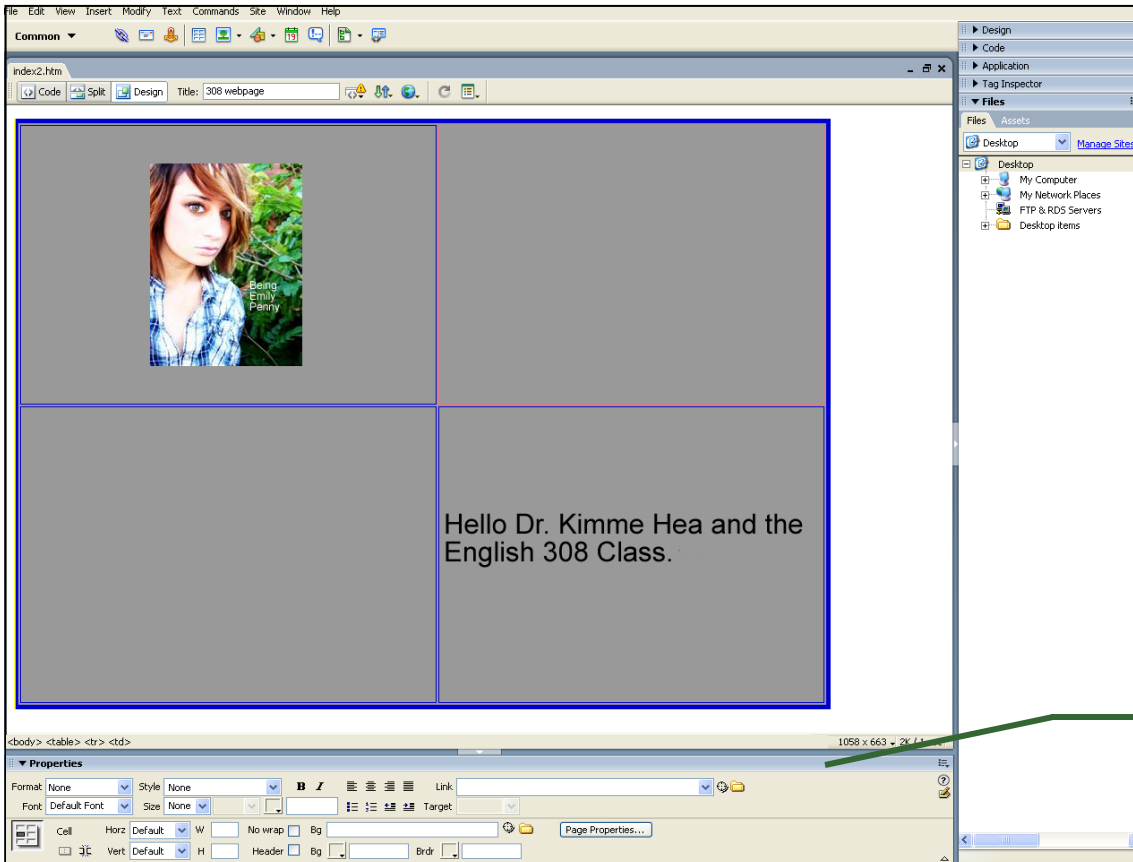 File Edit View Insert Modify Text Commands Site Window Help
Common
index2.htm
Code Split Design Title: 308 webpage
Being
Emily
Penny
Hello Dr. Kimme Hea and the
English 308 Class.
<body> <table> <tr> <td>
1058 x 663 2K /
Properties
Format None Style None B I Link
Font Default Font Size None Target
Cell Horz Default W No wrap Bg Page Properties...
Vert Default H Header Bg Brdr
Design
Code
Application
Tag Inspector
Files
Files Assets
Desktop Manage Sites
Desktop
My Computer
My Network Places
FTP & RDS Servers
Desktop items